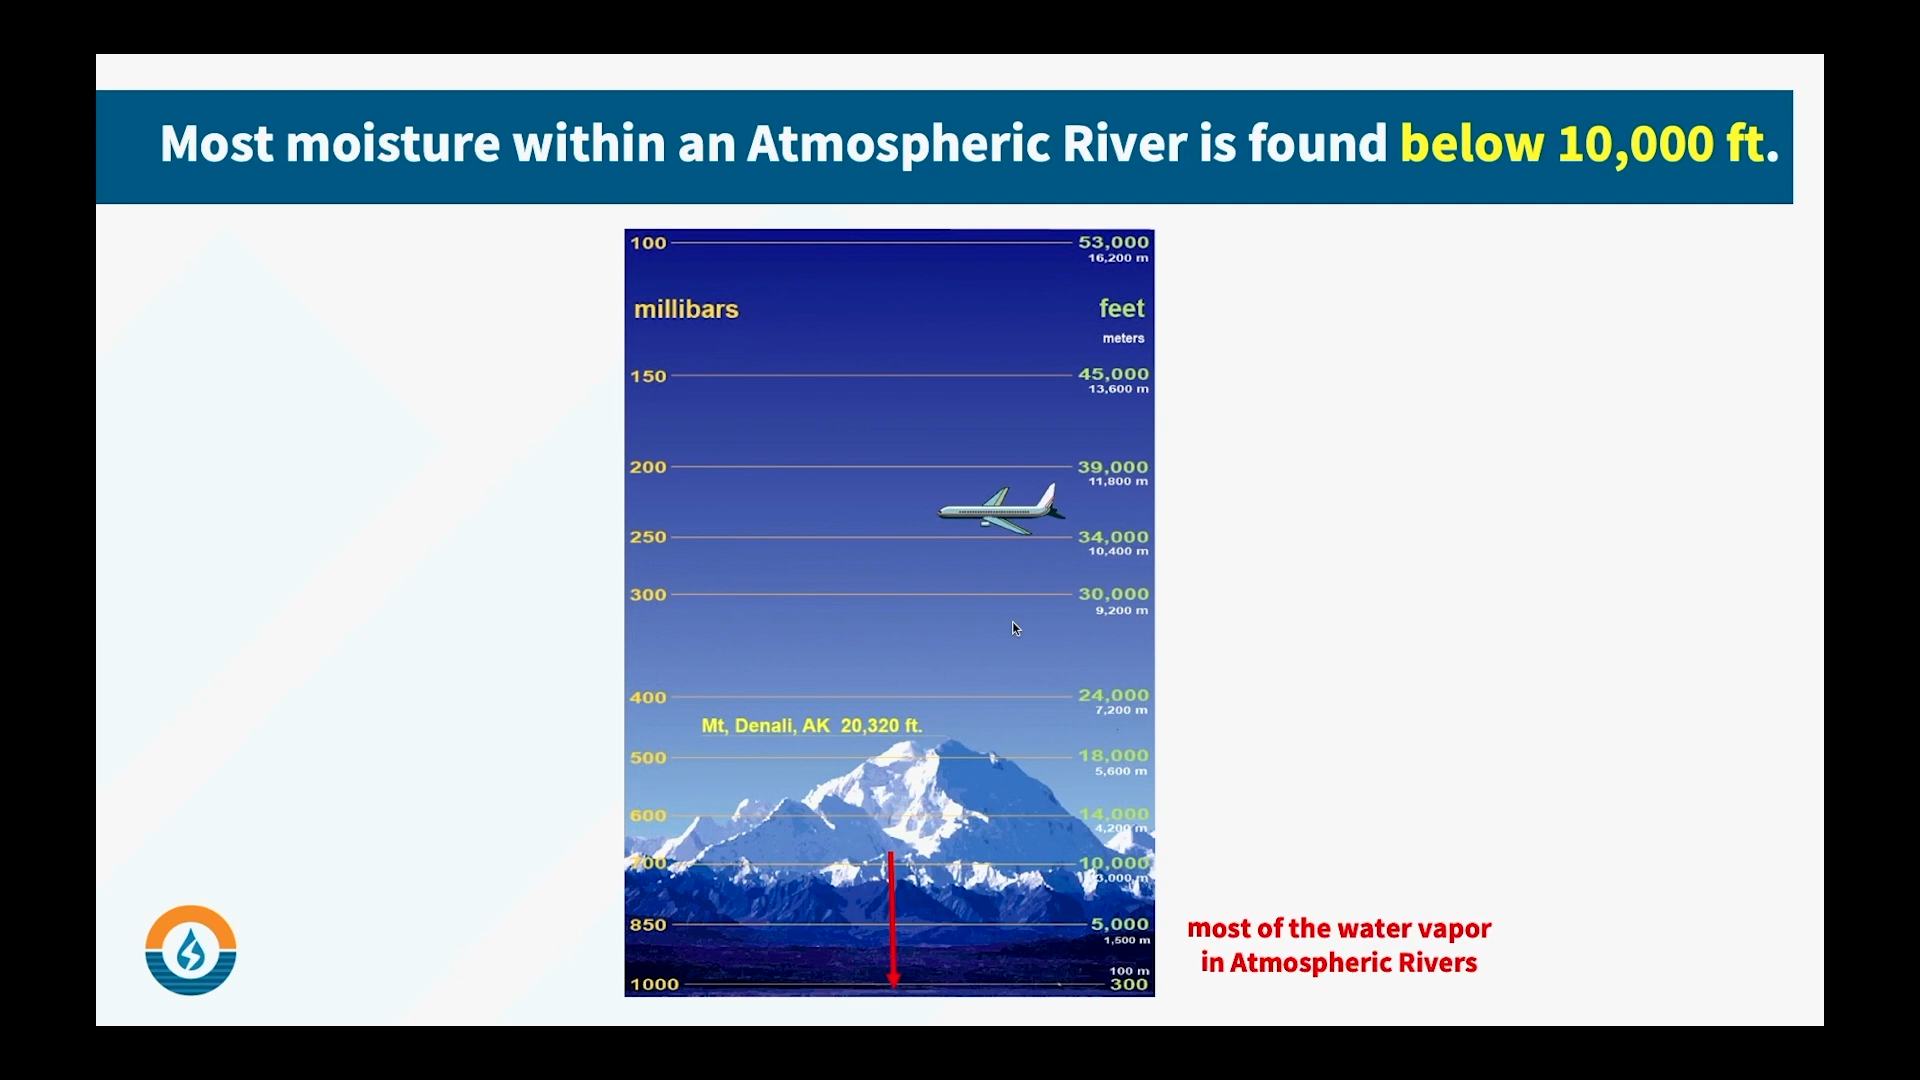 Most moisture within an Atmospheric River is found below 10,000 ft.
100 53,000
16,200 m
millibars feet
meters
150 45,000
13,600 m
200 39,000
11,800 m
250 34,000
10,400 m
300 30,000
9,200 m
400 24,000
7,200 m
Mt, Denali, AK 20,320 ft.
500 18,000
5,600 m
600 14,000
4,200 m
700 10,000
3,000 m
850 5,000
1,500 m
most of the water vapor
in Atmospheric Rivers
100 m
1000 300